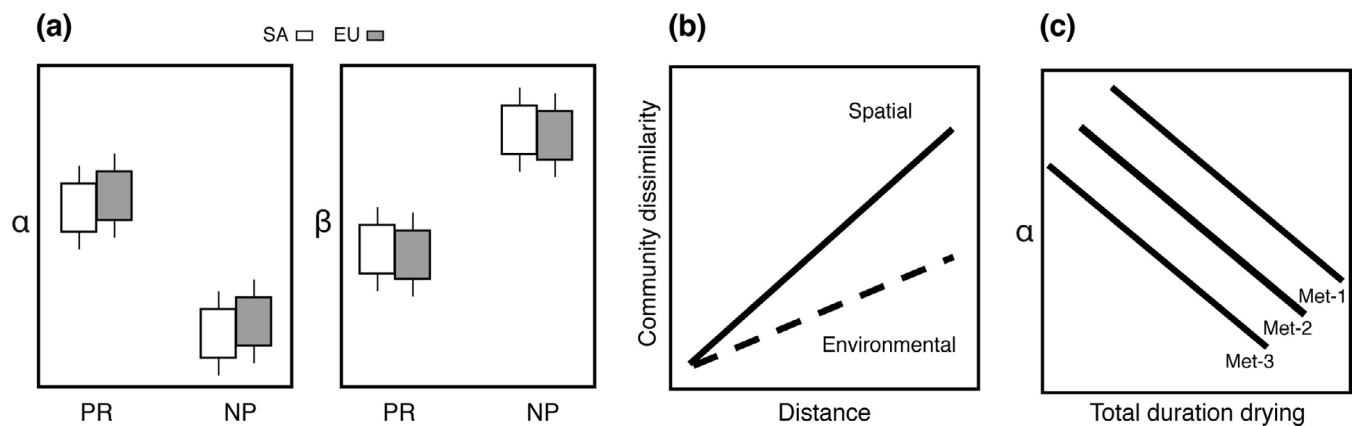 (a)
SA EU
α
PR NP
β
PR NP
(b)
Community dissimilarity
Spatial
Environmental
Distance
(c)
α
Met-1
Met-2
Met-3
Total duration drying